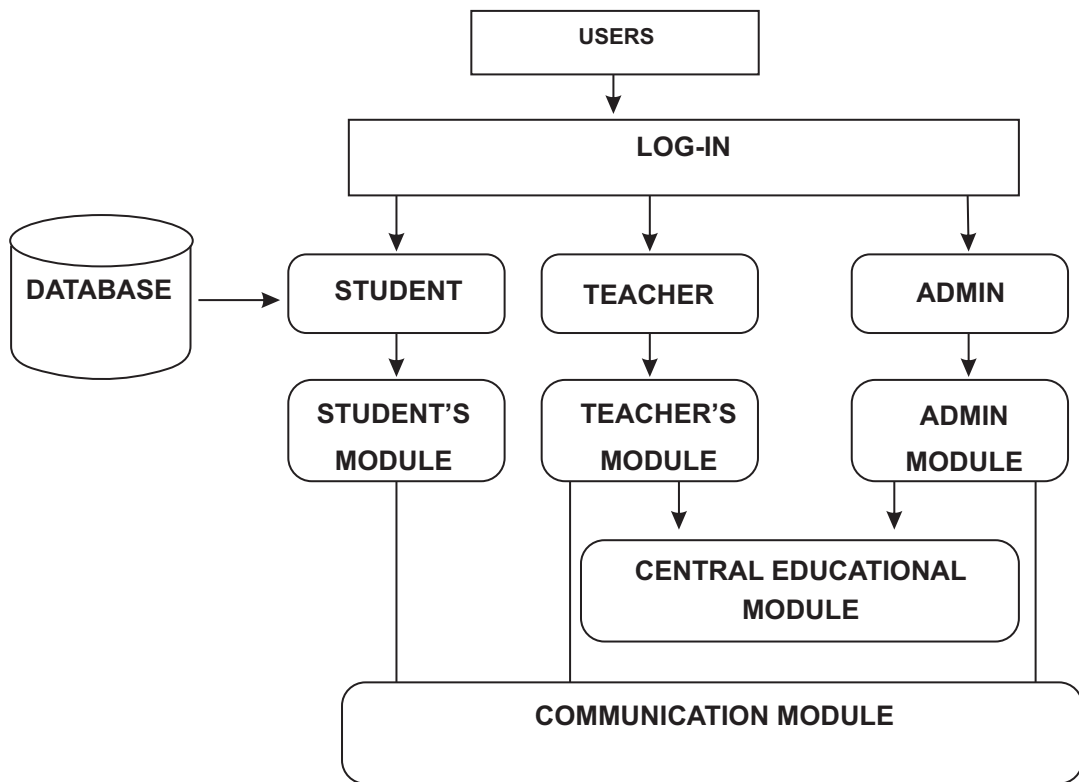 USERS
LOG-IN
DATABASE
STUDENT
TEACHER
ADMIN
STUDENT’S
MODULE
TEACHER’S
MODULE
ADMIN
MODULE
CENTRAL EDUCATIONAL
MODULE
COMMUNICATION MODULE